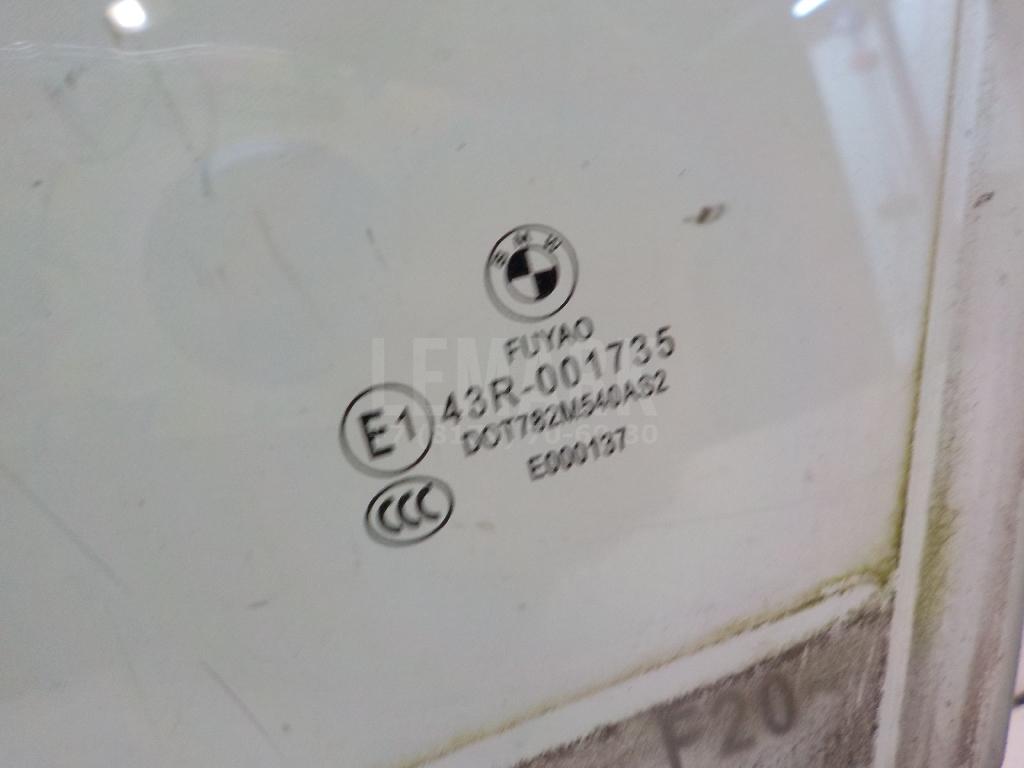 BMW
FUYAO
E1 43R-001735
DOT782M540AS2
E000137
CCC
F20